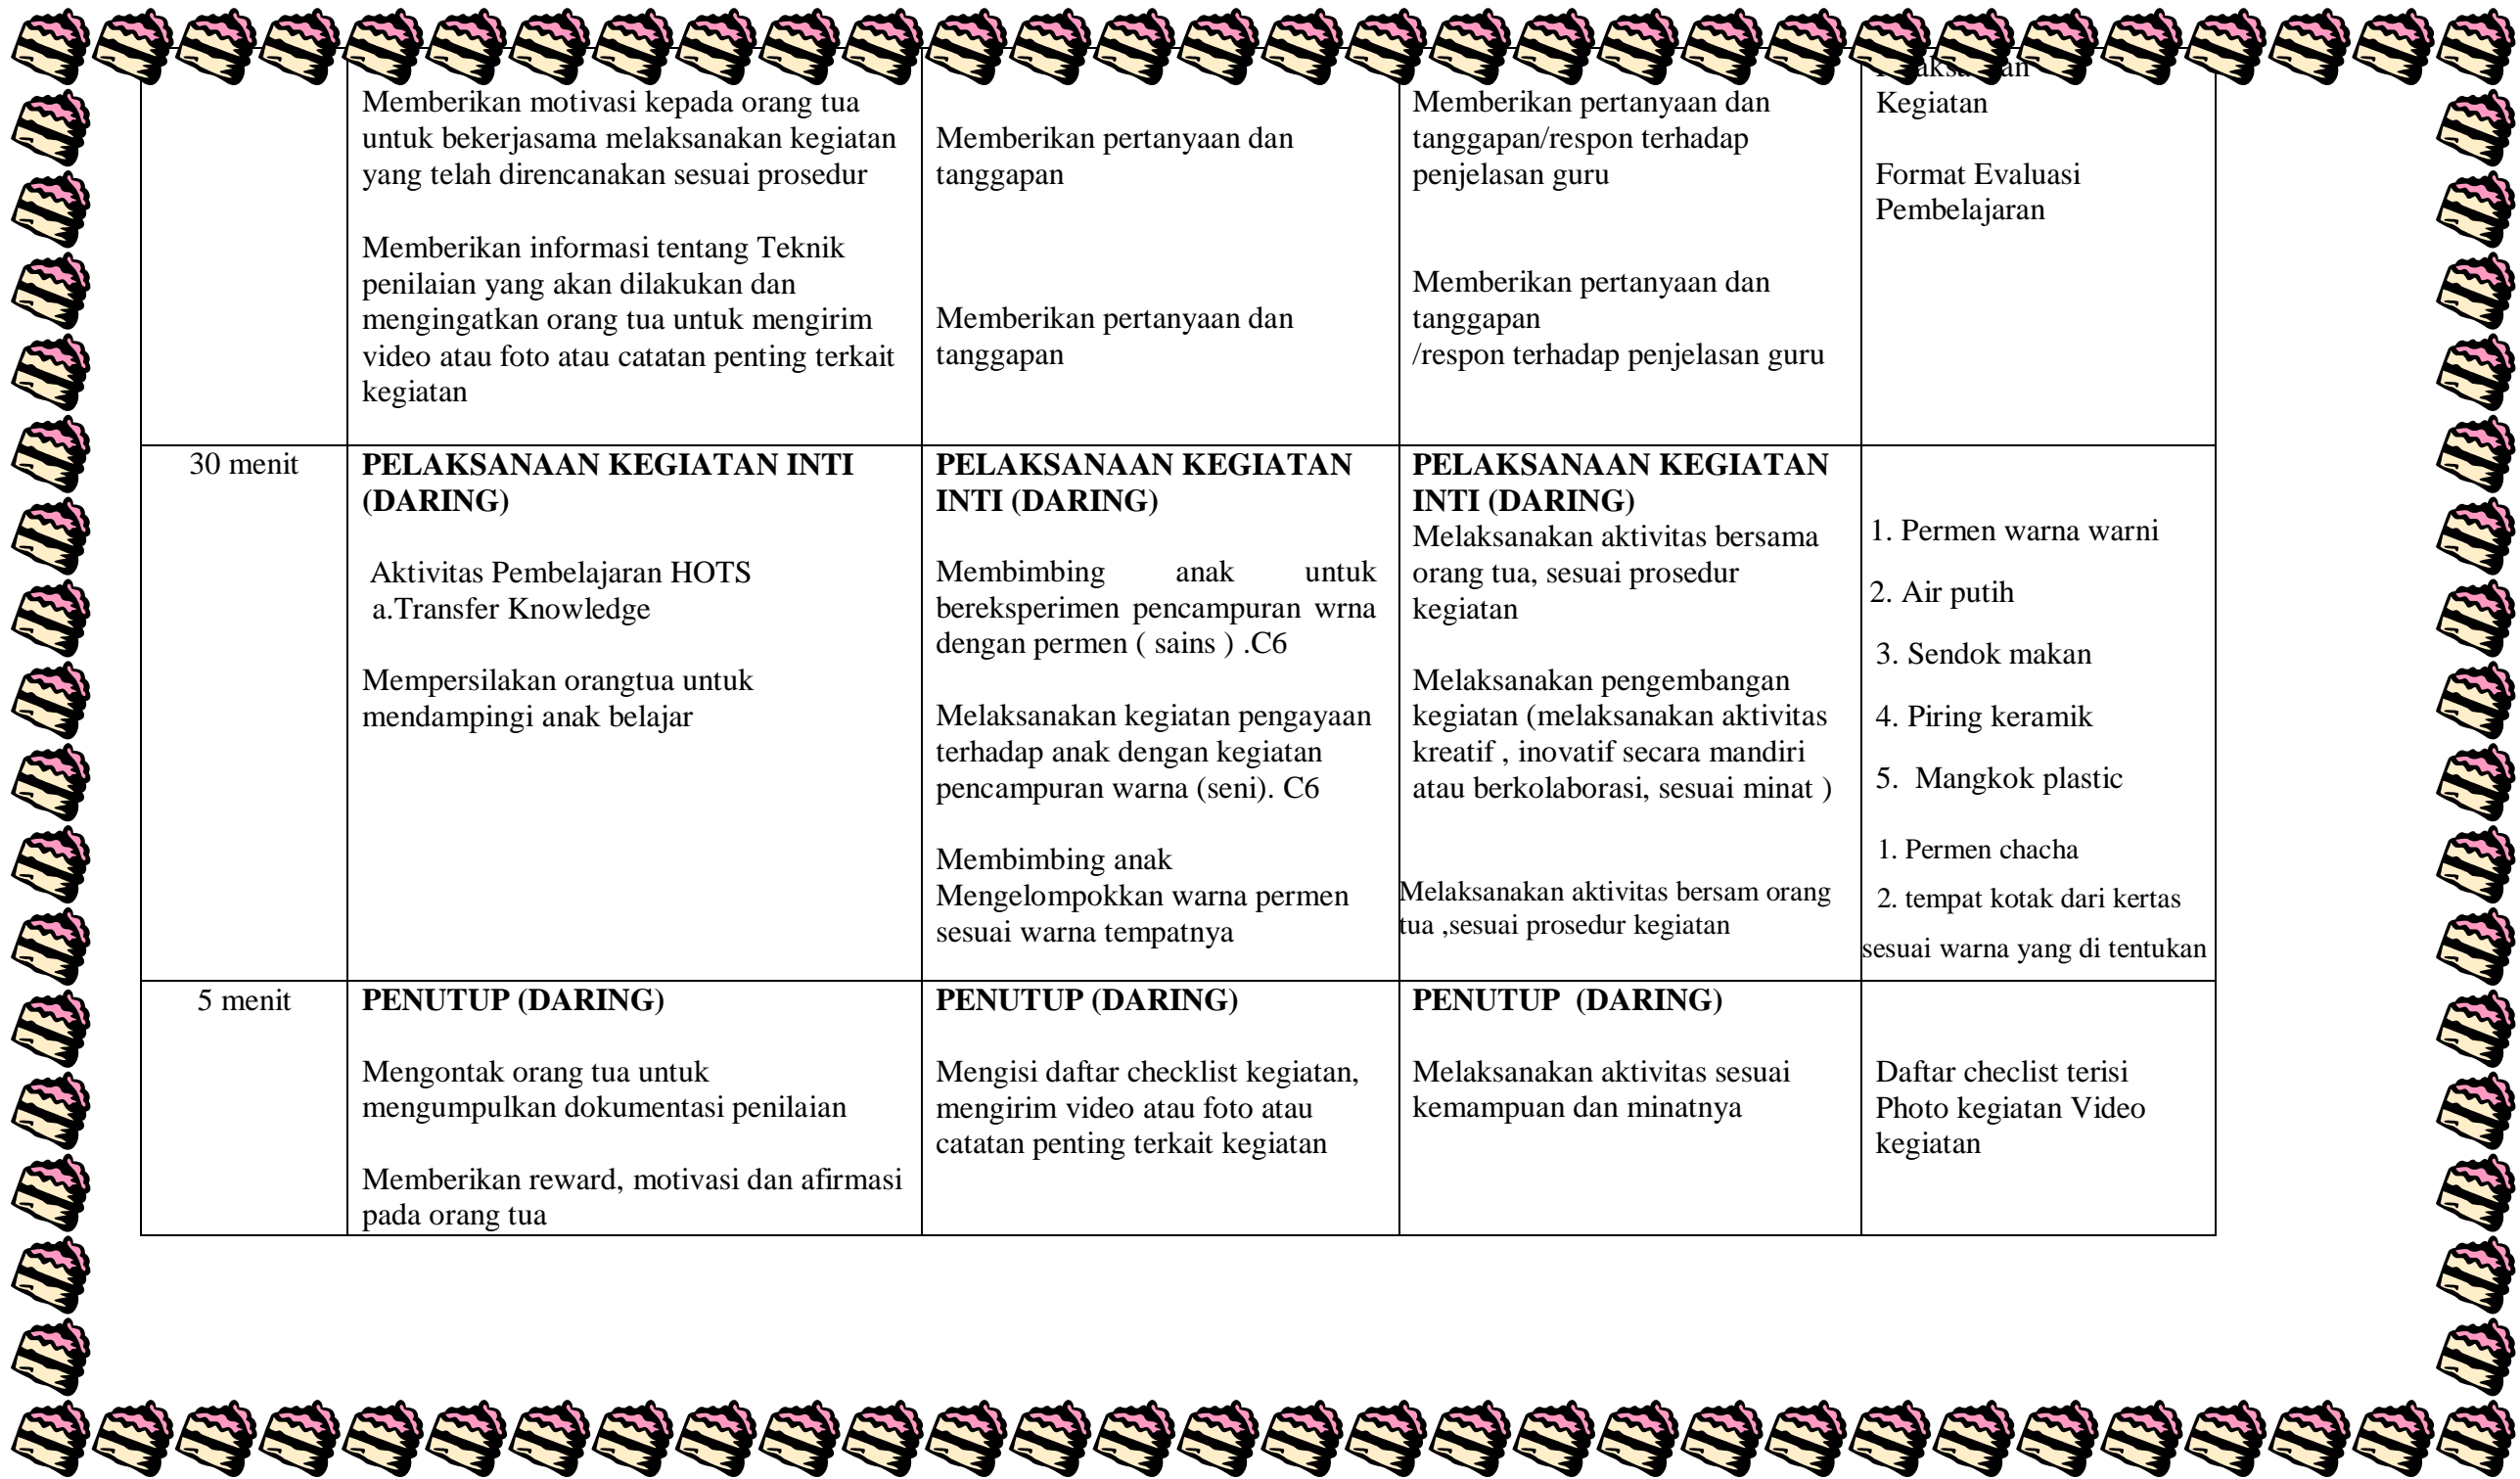 Memberikan motivasi kepada orang tua
untuk bekerjasama melaksanakan kegiatan
yang telah direncanakan sesuai prosedur
Memberikan informasi tentang Teknik
penilaian yang akan dilakukan dan
mengingatkan orang tua untuk mengirim
video atau foto atau catatan penting terkait
kegiatan
Memberikan pertanyaan dan
tanggapan
Memberikan pertanyaan dan
tanggapan
Memberikan pertanyaan dan
tanggapan/respon terhadap
penjelasan guru
Memberikan pertanyaan dan
tanggapan
/respon terhadap penjelasan guru
Kegiatan
Format Evaluasi
Pembelajaran
30 menit
PELAKSANAAN KEGIATAN INTI
(DARING)
Aktivitas Pembelajaran HOTS
a.Transfer Knowledge
Mempersilakan orangtua untuk
mendampingi anak belajar
PELAKSANAAN KEGIATAN
INTI (DARING)
Membimbing anak untuk
bereksperimen pencampuran wrna
dengan permen ( sains ) .C6
Melaksanakan kegiatan pengayaan
terhadap anak dengan kegiatan
pencampuran warna (seni). C6
Membimbing anak
Mengelompokkan warna permen
sesuai warna tempatnya
PELAKSANAAN KEGIATAN
INTI (DARING)
Melaksanakan aktivitas bersama
orang tua, sesuai prosedur
kegiatan
Melaksanakan pengembangan
kegiatan (melaksanakan aktivitas
kreatif , inovatif secara mandiri
atau berkolaborasi, sesuai minat )
Melaksanakan aktivitas bersam orang
tua ,sesuai prosedur kegiatan
1. Permen warna warni
2. Air putih
3. Sendok makan
4. Piring keramik
5. Mangkok plastic
1. Permen chacha
2. tempat kotak dari kertas
sesuai warna yang di tentukan
5 menit
PENUTUP (DARING)
Mengontak orang tua untuk
mengumpulkan dokumentasi penilaian
Memberikan reward, motivasi dan afirmasi
pada orang tua
PENUTUP (DARING)
Mengisi daftar checklist kegiatan,
mengirim video atau foto atau
catatan penting terkait kegiatan
PENUTUP (DARING)
Melaksanakan aktivitas sesuai
kemampuan dan minatnya
Daftar checlist terisi
Photo kegiatan Video
kegiatan